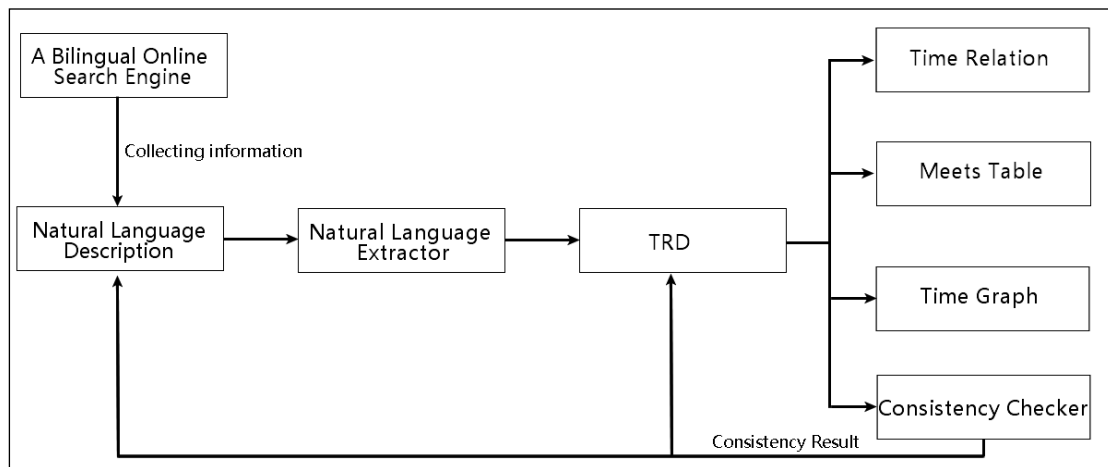 A Bilingual Online
Search Engine
Time Relation
Collecting information
Meets Table
Natural Language
Description
Natural Language
Extractor
TRD
Time Graph
Consistency Checker
Consistency Result